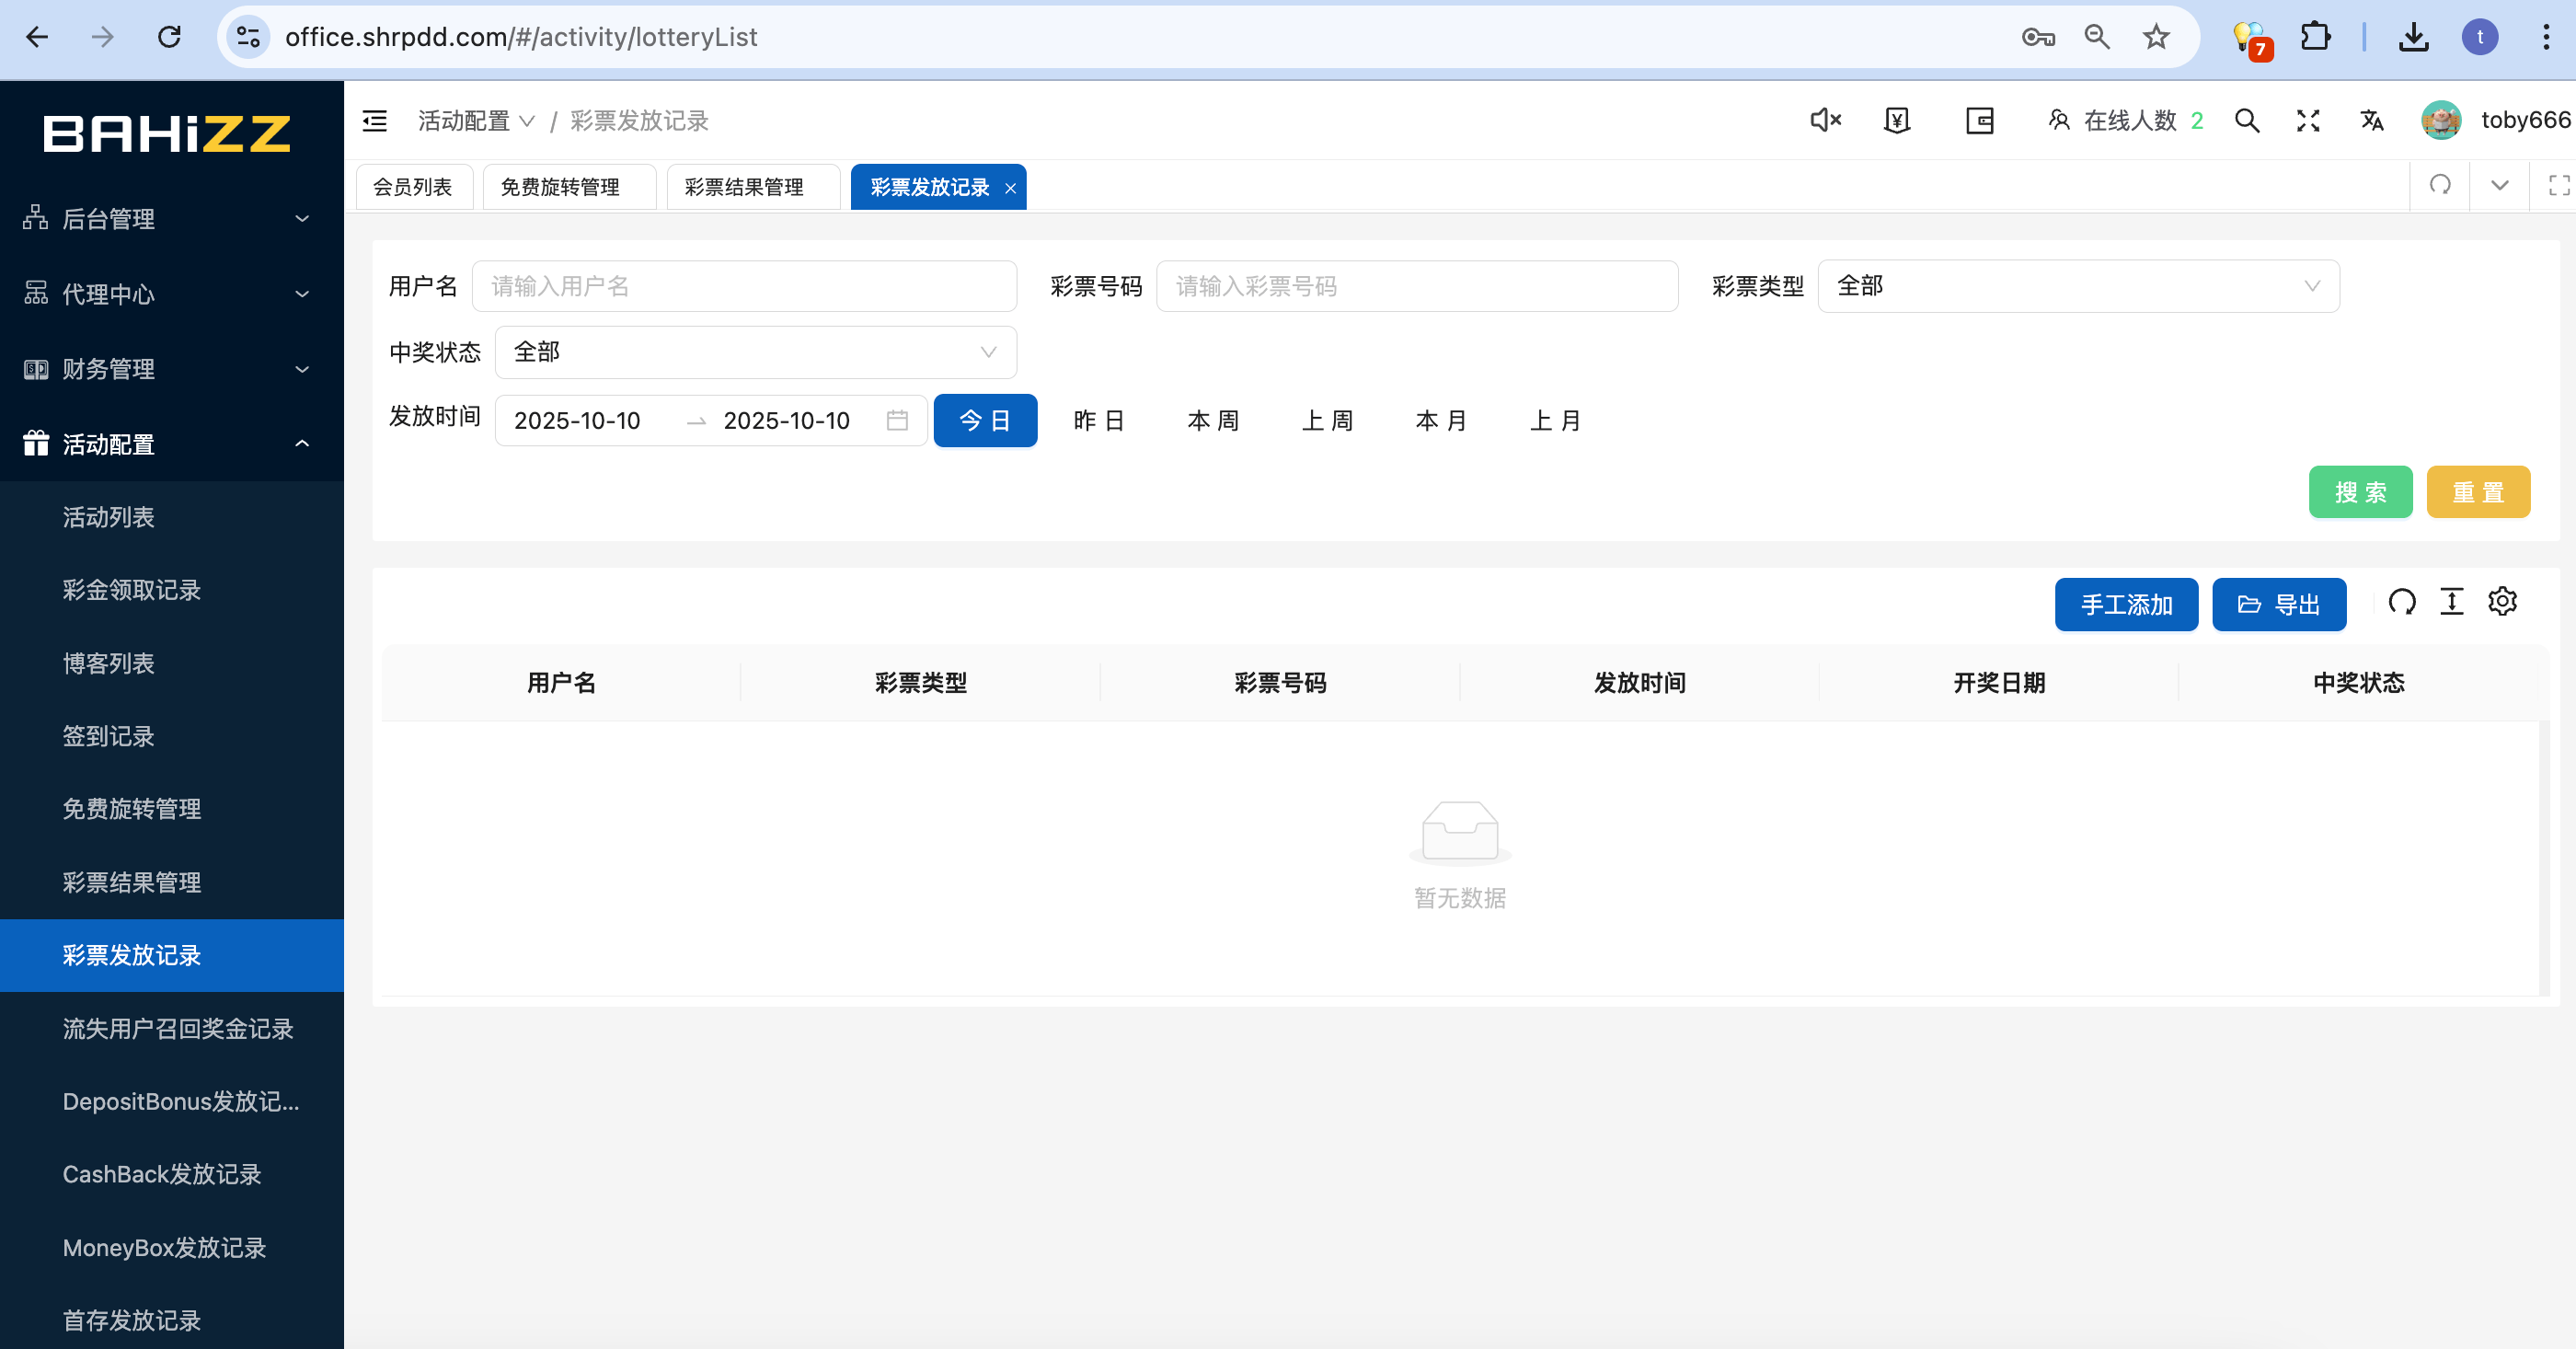 office.shrpdd.com/#/activity/lotteryList
7
t
BAHiZZ
活动配置 / 彩票发放记录
在线人数 2
toby666
会员列表
免费旋转管理
彩票结果管理
彩票发放记录
后台管理
代理中心
财务管理
活动配置
活动列表
彩金领取记录
博客列表
签到记录
免费旋转管理
彩票结果管理
彩票发放记录
流失用户召回奖金记录
DepositBonus发放记...
CashBack发放记录
MoneyBox发放记录
首存发放记录
用户名 请输入用户名
彩票号码 请输入彩票号码
彩票类型 全部
中奖状态 全部
发放时间 2025-10-10 2025-10-10 今日 昨日 本周 上周 本月 上月
搜索 重置
手工添加 导出
用户名 彩票类型 彩票号码 发放时间 开奖日期 中奖状态
暂无数据